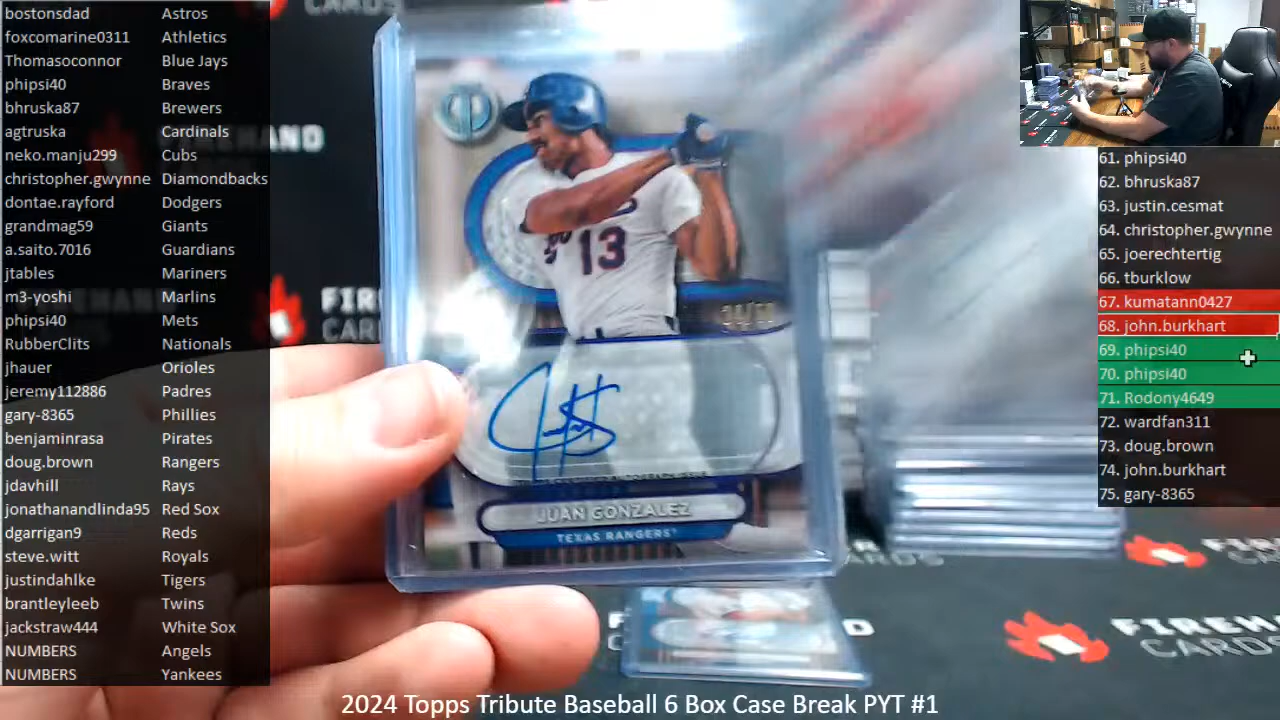 bostonsdad Astros
foxcomarine0311 Athletics
Thomasoconnor Blue Jays
phipsi40 Braves
bhruska87 Brewers
agtruska Cardinals
neko.manju299 Cubs
christopher.gwynne Diamondbacks
dontae.rayford Dodgers
grandmag59 Giants
a.saito.7016 Guardians
jtables Mariners
m3-yoshi Marlins
phipsi40 Mets
RubberClits Nationals
jhauer Orioles
jeremy112886 Padres
gary-8365 Phillies
benjaminrasa Pirates
doug.brown Rangers
jdavhill Rays
jonathanandlinda95 Red Sox
dgarrigan9 Reds
steve.witt Royals
justindahlke Tigers
brantleyleeb Twins
jackstraw444 White Sox
NUMBERS Angels
NUMBERS Yankees
13
JUAN GONZALEZ
TEXAS RANGERS
61. phipsi40
62. bhruska87
63. justin.cesmat
64. christopher.gwynne
65. joerechtertig
66. tburklow
67. kumatann0427
68. john.burkhart
69. phipsi40
70. phipsi40
71. Rodony4649
72. wardfan311
73. doug.brown
74. john.burkhart
75. gary-8365
CARDS
2024 Topps Tribute Baseball 6 Box Case Break PYT #1